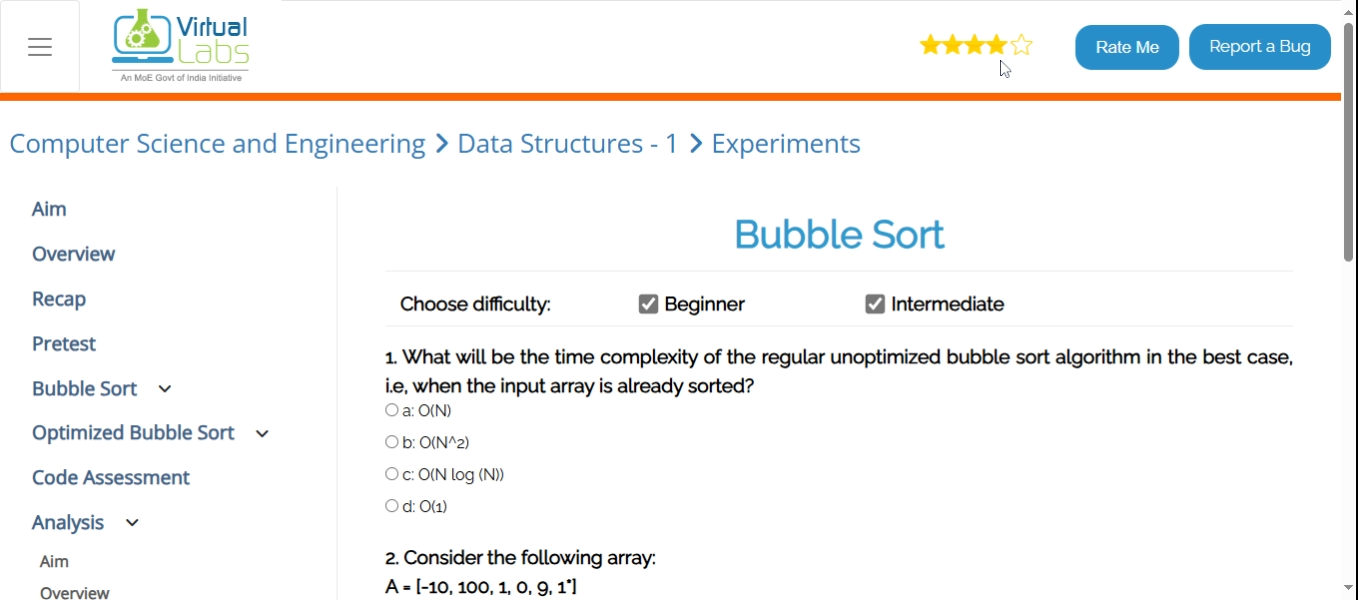 Virtual
Labs
An MoE Govt of India Initiative
Rate Me
Report a Bug
Computer Science and Engineering > Data Structures - 1 > Experiments
Aim
Overview
Recap
Pretest
Bubble Sort
Optimized Bubble Sort
Code Assessment
Analysis
Aim
Overview
Bubble Sort
Choose difficulty: Beginner Intermediate
1. What will be the time complexity of the regular unoptimized bubble sort algorithm in the best case,
i.e, when the input array is already sorted?
a: O(N)
b: O(N^2)
c: O(N log (N))
d: O(1)
2. Consider the following array:
A = [-10, 100, 1, 0, 9, 1*]